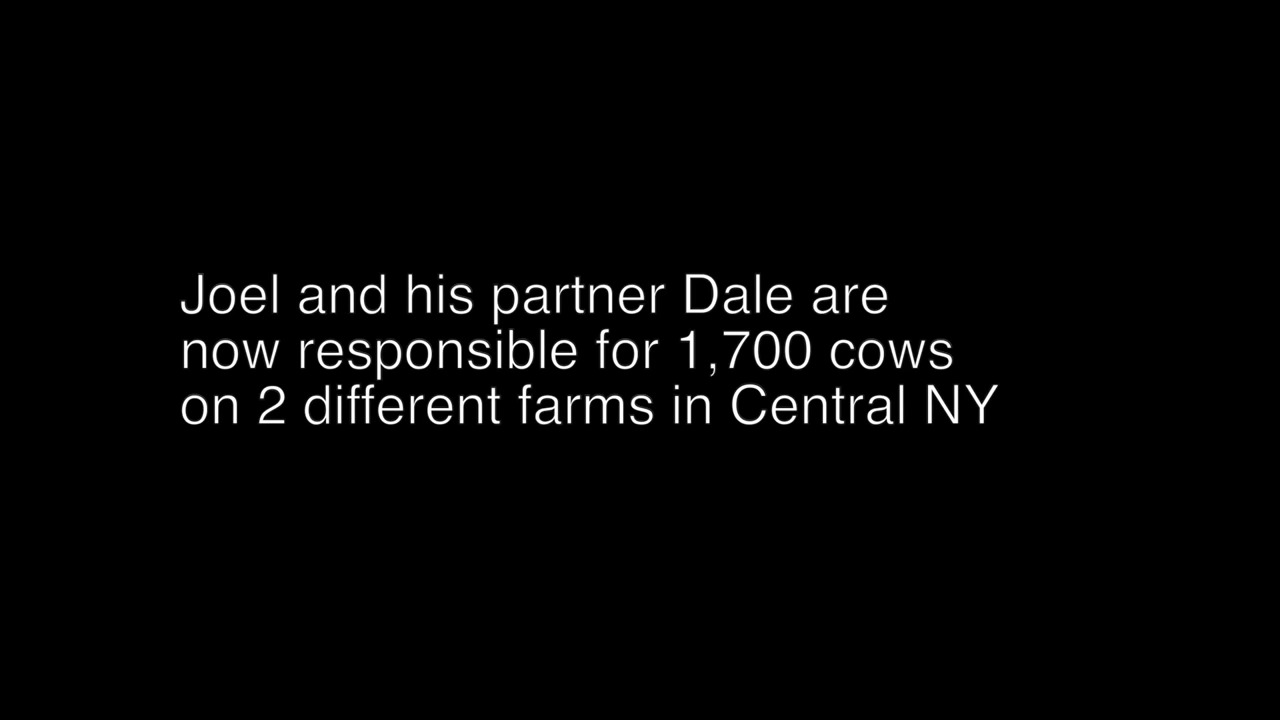 Joel and his partner Dale are
now responsible for 1,700 cows
on 2 different farms in Central NY